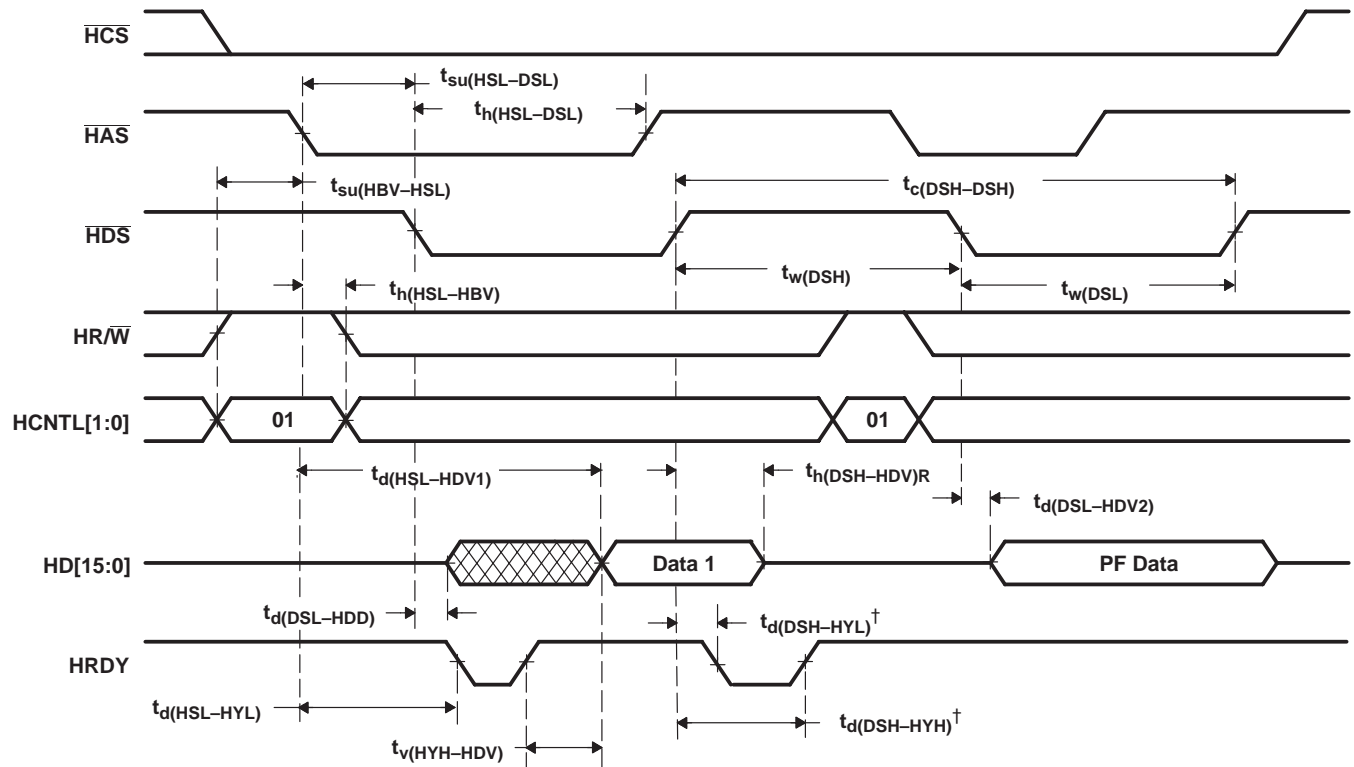 HCS
tsu(HSL–DSL)
th(HSL–DSL)
HAS
tsu(HBV–HSL)
tc(DSH–DSH)
HDS
tw(DSH)
th(HSL–HBV)
tw(DSL)
HR/W
HCNTL[1:0]
01
01
td(HSL–HDV1)
th(DSH–HDV)R
td(DSL–HDV2)
HD[15:0]
Data 1
PF Data
td(DSL–HDD)
td(DSH–HYL)†
HRDY
td(HSL–HYL)
td(DSH–HYH)†
tv(HYH–HDV)